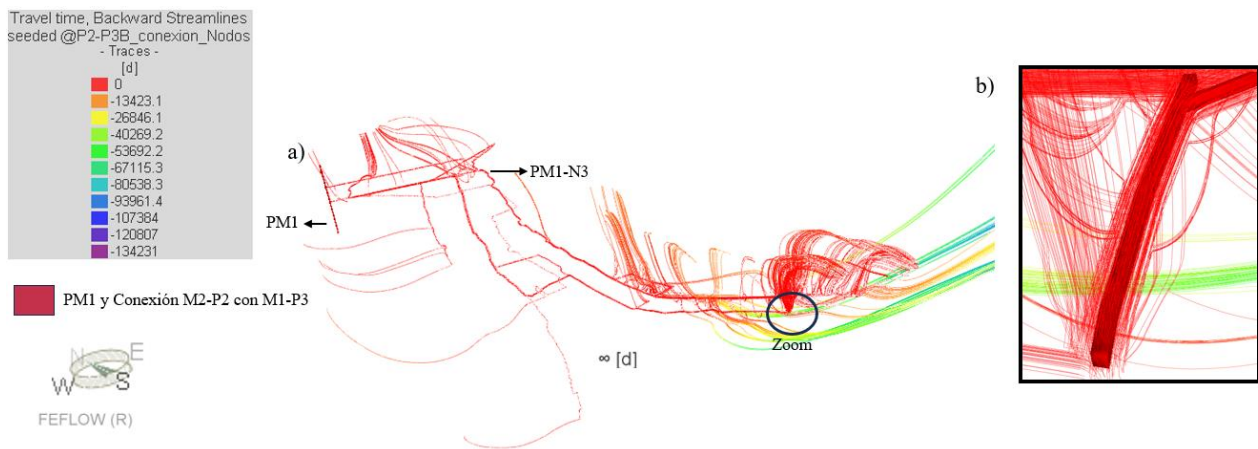 Travel time, Backward Streamlines
seeded @P2-P3B_conexion_Nodos
- Traces -
[d]
0
-13423.1
-26846.1
-40269.2
-53692.2
-67115.3
-80538.3
-93961.4
-107384
-120807
-134231
PM1 y Conexión M2-P2 con M1-P3
N E
W S
FEFLOW (R)
a)
PM1-N3
PM1
Zoom
∞ [d]
b)